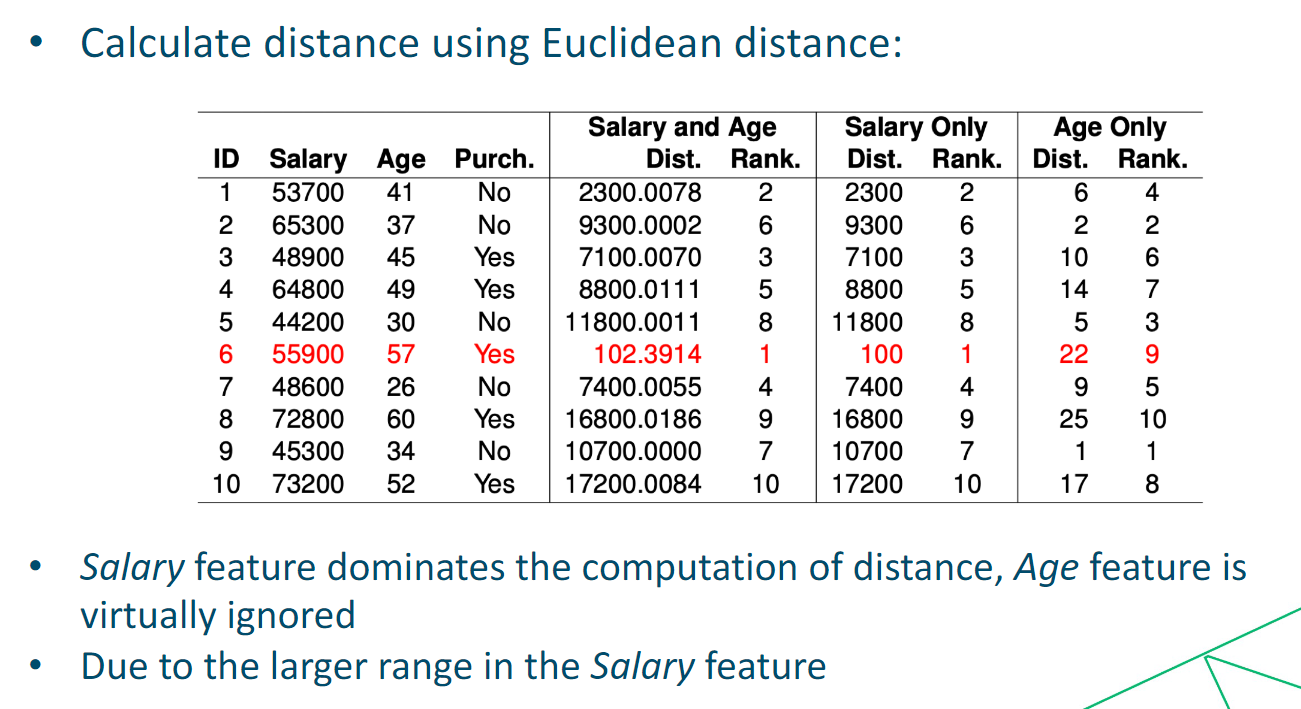 • Calculate distance using Euclidean distance:
Salary and Age Salary Only Age Only
ID Salary Age Purch. Dist. Rank. Dist. Rank. Dist. Rank.
1 53700 41 No 2300.0078 2 2300 2 6 4
2 65300 37 No 9300.0002 6 9300 6 2 2
3 48900 45 Yes 7100.0070 3 7100 3 10 6
4 64800 49 Yes 8800.0111 5 8800 5 14 7
5 44200 30 No 11800.0011 8 11800 8 5 3
6 55900 57 Yes 102.3914 1 100 1 22 9
7 48600 26 No 7400.0055 4 7400 4 9 5
8 72800 60 Yes 16800.0186 9 16800 9 25 10
9 45300 34 No 10700.0000 7 10700 7 1 1
10 73200 52 Yes 17200.0084 10 17200 10 17 8
• Salary feature dominates the computation of distance, Age feature is
virtually ignored
• Due to the larger range in the Salary feature